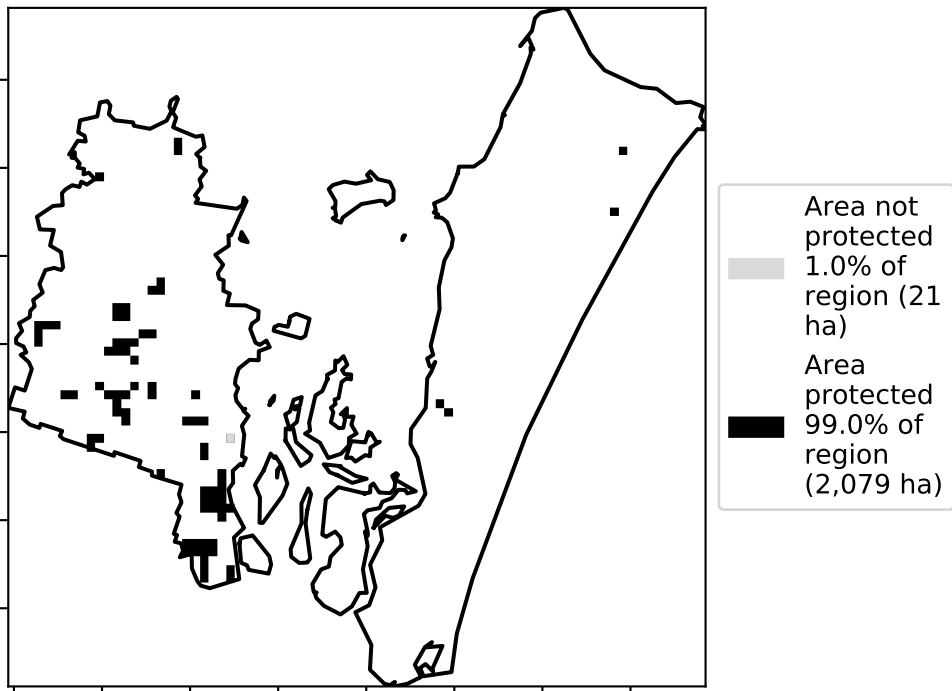 Area not
protected
1.0% of
region (21
ha)
Area
protected
99.0% of
region
(2,079 ha)